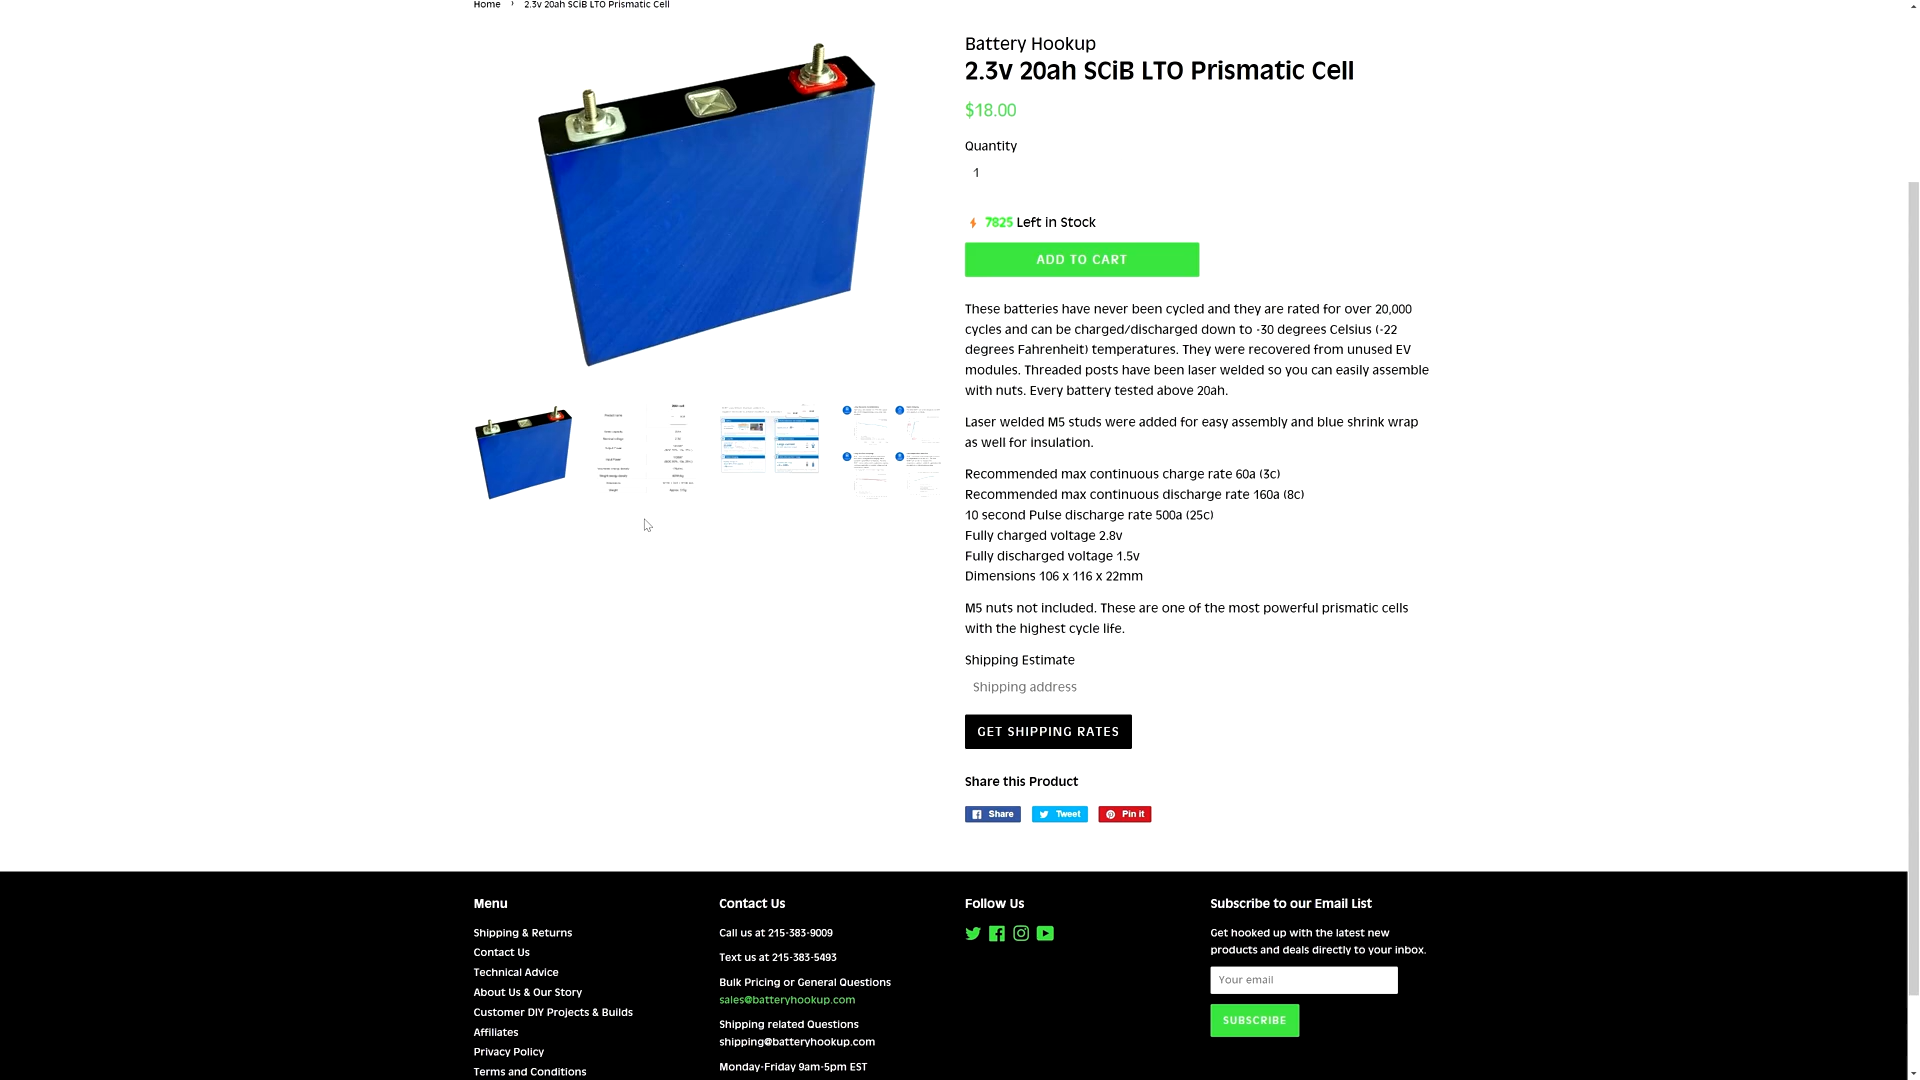 Home › 2.3v 20ah SCiB LTO Prismatic Cell
Battery Hookup
2.3v 20ah SCiB LTO Prismatic Cell
$18.00
Quantity
1
7825 Left in Stock
ADD TO CART
These batteries have never been cycled and they are rated for over 20,000
cycles and can be charged/discharged down to -30 degrees Celsius (-22
degrees Fahrenheit) temperatures. They were recovered from unused EV
modules. Threaded posts have been laser welded so you can easily assemble
with nuts. Every battery tested above 20ah.
Laser welded M5 studs were added for easy assembly and blue shrink wrap
as well for insulation.
Recommended max continuous charge rate 60a (3c)
Recommended max continuous discharge rate 160a (8c)
10 second Pulse discharge rate 500a (25c)
Fully charged voltage 2.8v
Fully discharged voltage 1.5v
Dimensions 106 x 116 x 22mm
M5 nuts not included. These are one of the most powerful prismatic cells
with the highest cycle life.
Shipping Estimate
Shipping address
GET SHIPPING RATES
Share this Product
Share Tweet Pin it
Menu
Shipping & Returns
Contact Us
Technical Advice
About Us & Our Story
Customer DIY Projects & Builds
Affiliates
Privacy Policy
Terms and Conditions
Contact Us
Call us at 215-383-9009
Text us at 215-383-5493
Bulk Pricing or General Questions
sales@batteryhookup.com
Shipping related Questions
shipping@batteryhookup.com
Monday-Friday 9am-5pm EST
Follow Us
Subscribe to our Email List
Get hooked up with the latest new
products and deals directly to your inbox.
Your email
SUBSCRIBE